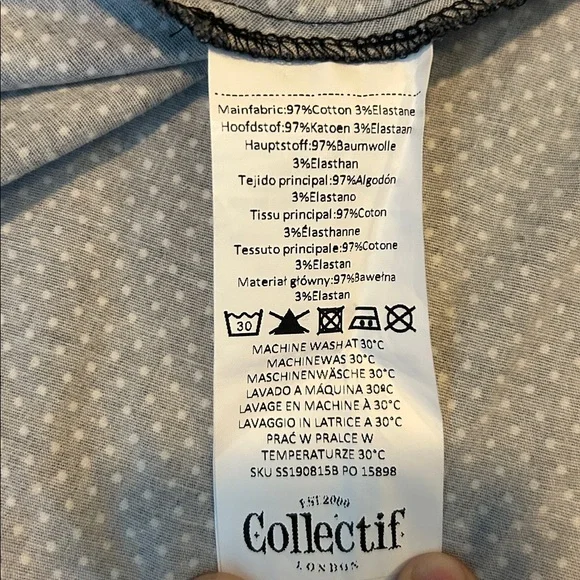 Mainfabric:97%Cotton 3%Elastane
Hoofdstof:97%Katoen 3%Elastaan
Hauptstoff:97%Baumwolle
3%Elasthan
Tejido principal:97%Algodón
3%Elastano
Tissu principal:97%Coton
3%Élasthanne
Tessuto principale:97%Cotone
3%Elastan
Materiał główny:97%Bawełna
3%Elastan
30
MACHINE WASH AT 30°C
MACHINEWAS 30°C
MASCHINENWÄSCHE 30°C
LAVADO A MÁQUINA 30ºC
LAVAGE EN MACHINE À 30°C
LAVAGGIO IN LATRICE A 30°C
PRAĆ W PRALCE W
TEMPERATURZE 30°C
SKU SS190815B PO 15898
EST 2000
Collectif
LONDON